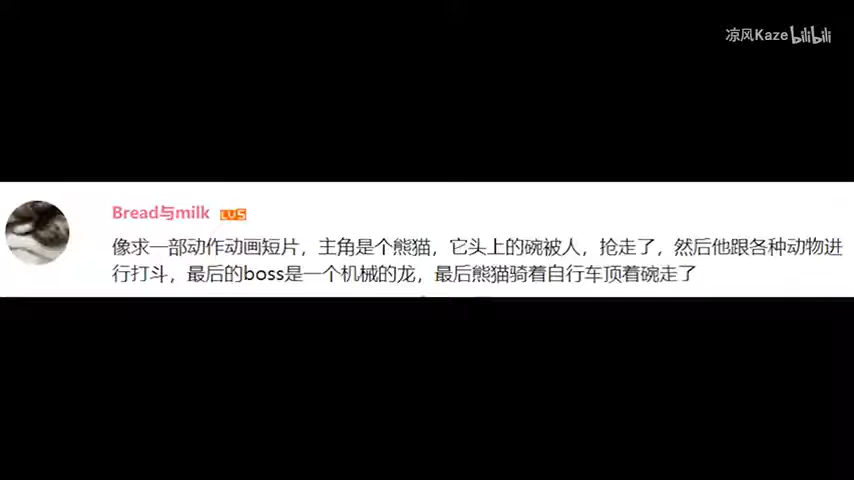 凉风Kaze bilibili
Bread与milk LV5
像求一部动作动画短片，主角是个熊猫，它头上的碗被人，抢走了，然后他跟各种动物进
行打斗，最后的boss是一个机械的龙，最后熊猫骑着自行车顶着碗走了